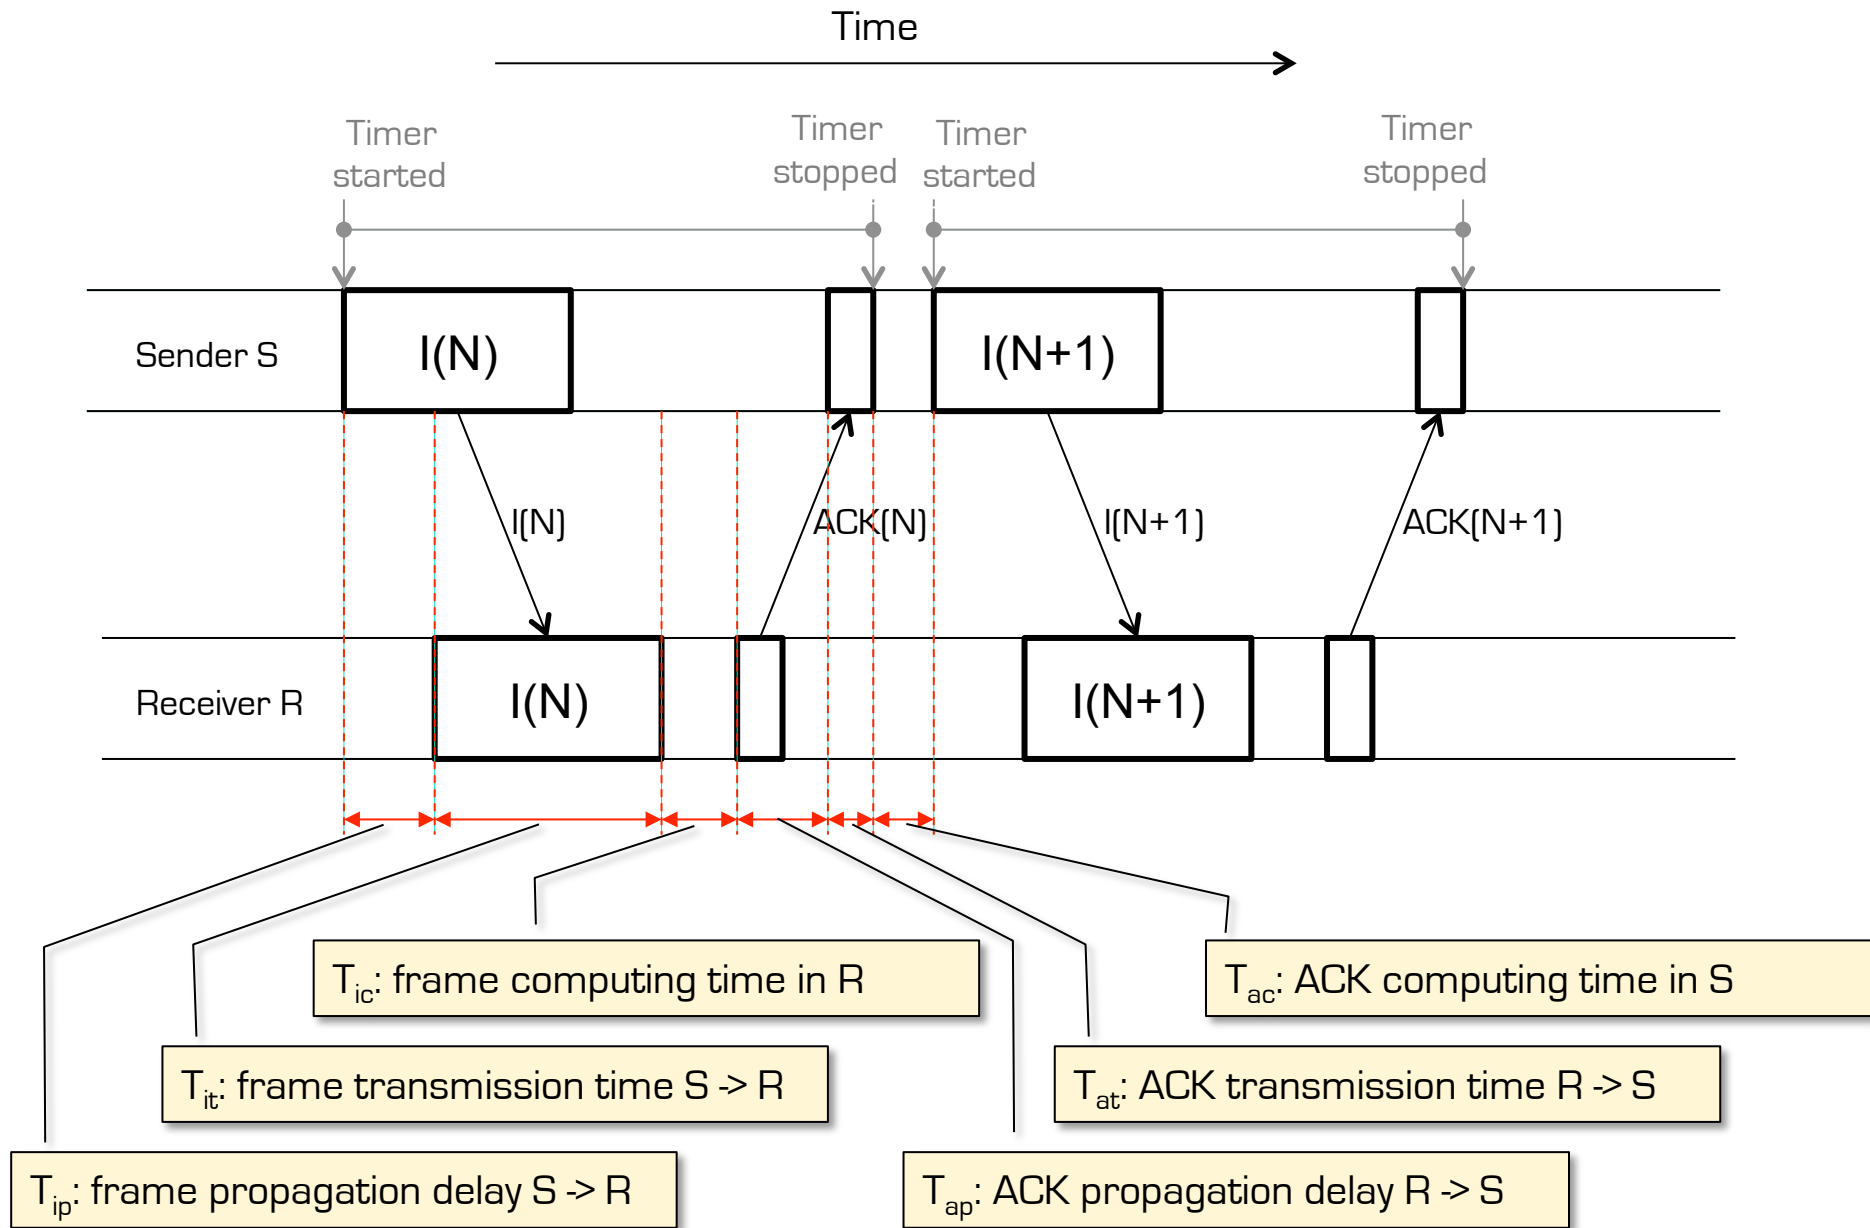 Time
Timer
started
Timer
stopped
Timer
started
Timer
stopped
Sender S
I(N)
I(N+1)
I(N)
ACK(N)
I(N+1)
ACK(N+1)
Receiver R
I(N)
I(N+1)
Tic: frame computing time in R
Tac: ACK computing time in S
Tit: frame transmission time S -> R
Tat: ACK transmission time R -> S
Tip: frame propagation delay S -> R
Tap: ACK propagation delay R -> S